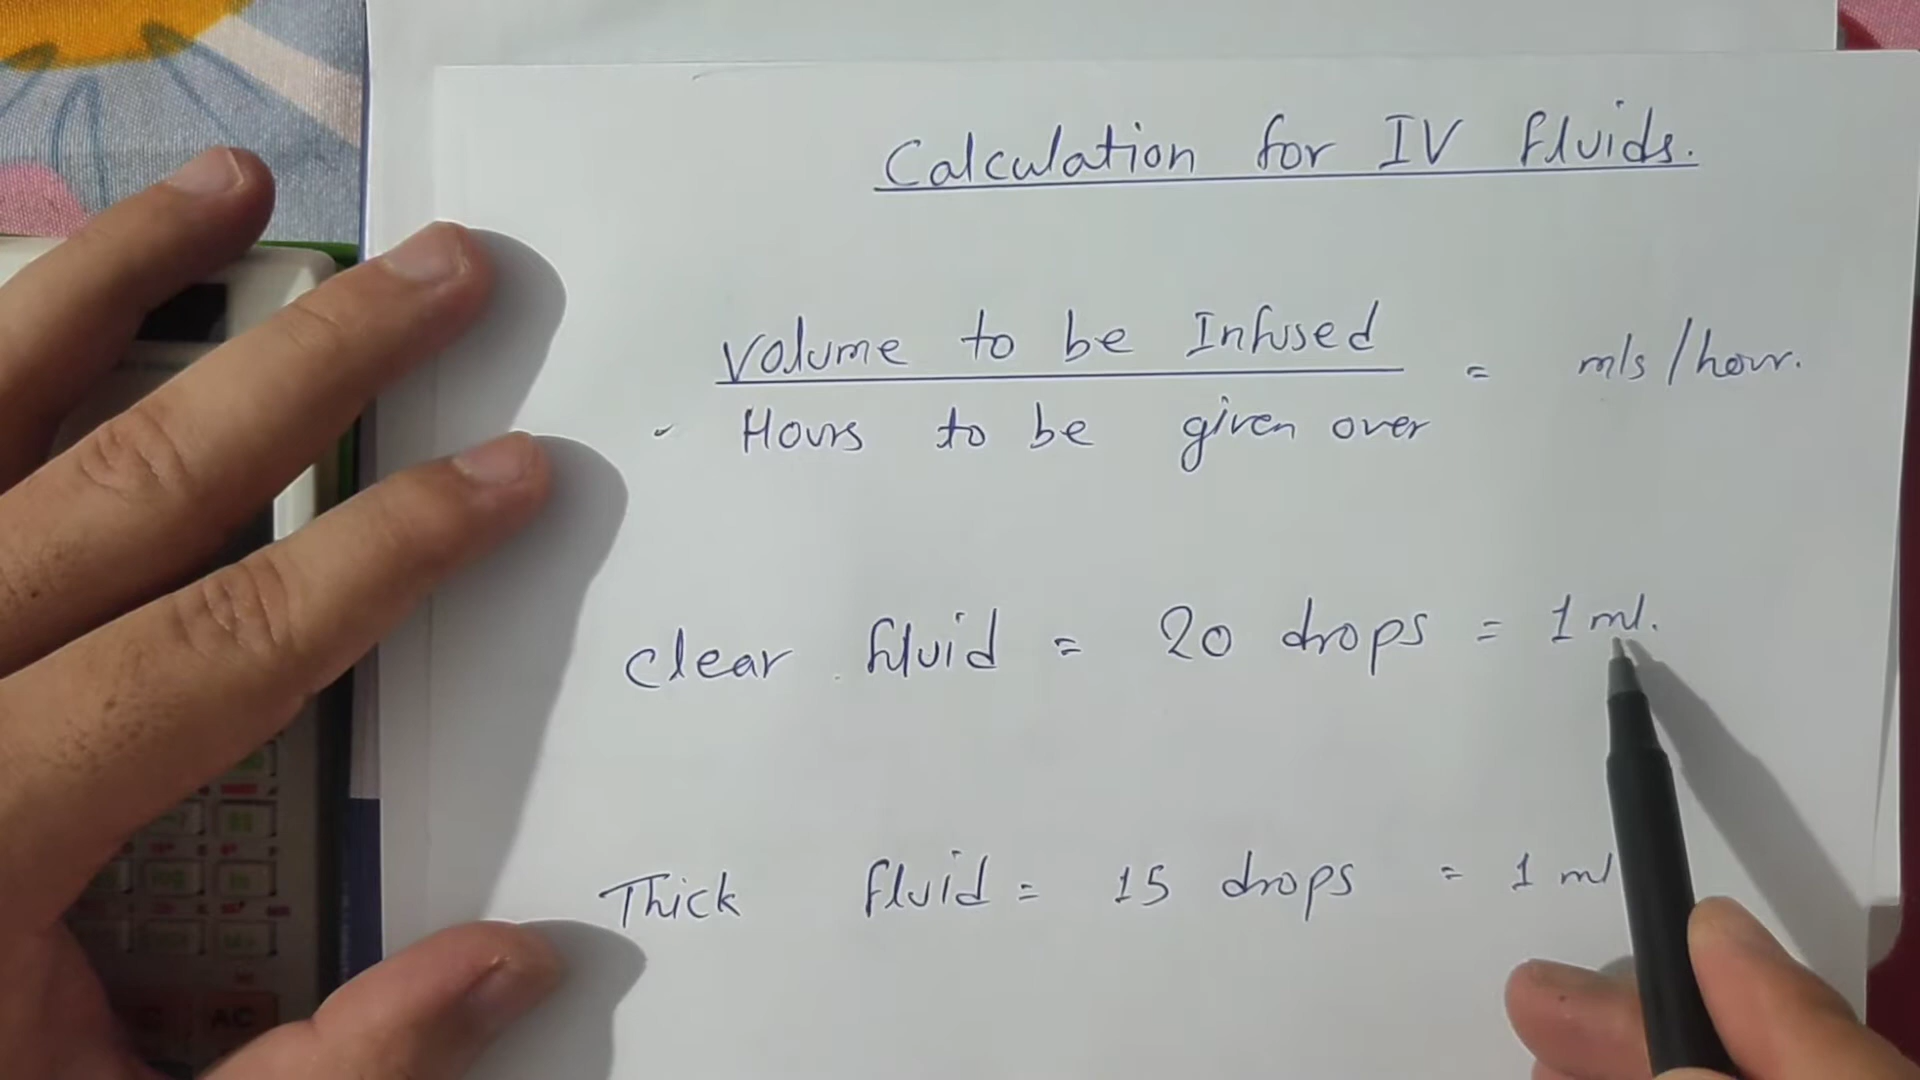 Calculation for IV fluids.
Volume to be Infused = mls/hour.
Hours to be given over
Clear fluid = 20 drops = 1 ml.
Thick fluid = 15 drops = 1 ml
AC
M+